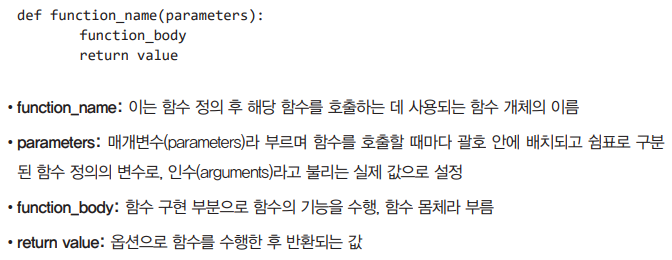 def function_name(parameters):
function_body
return value
• function_name: 이는 함수 정의 후 해당 함수를 호출하는 데 사용되는 함수 개체의 이름
• parameters: 매개변수(parameters)라 부르며 함수를 호출할 때마다 괄호 안에 배치되고 쉼표로 구분
된 함수 정의의 변수로, 인수(arguments)라고 불리는 실제 값으로 설정
• function_body: 함수 구현 부분으로 함수의 기능을 수행, 함수 몸체라 부름
• return value: 옵션으로 함수를 수행한 후 반환되는 값